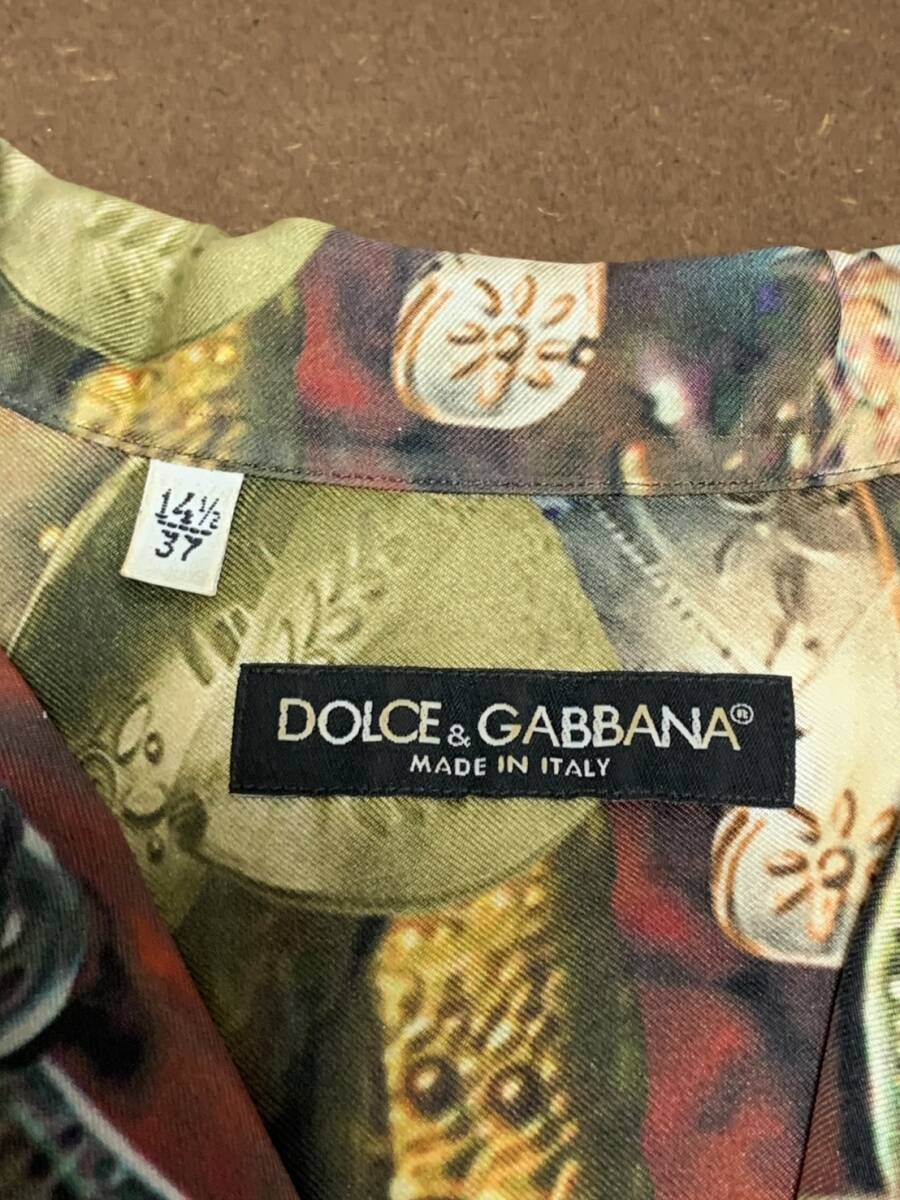 14½
37
DOLCE & GABBANA®
MADE IN ITALY